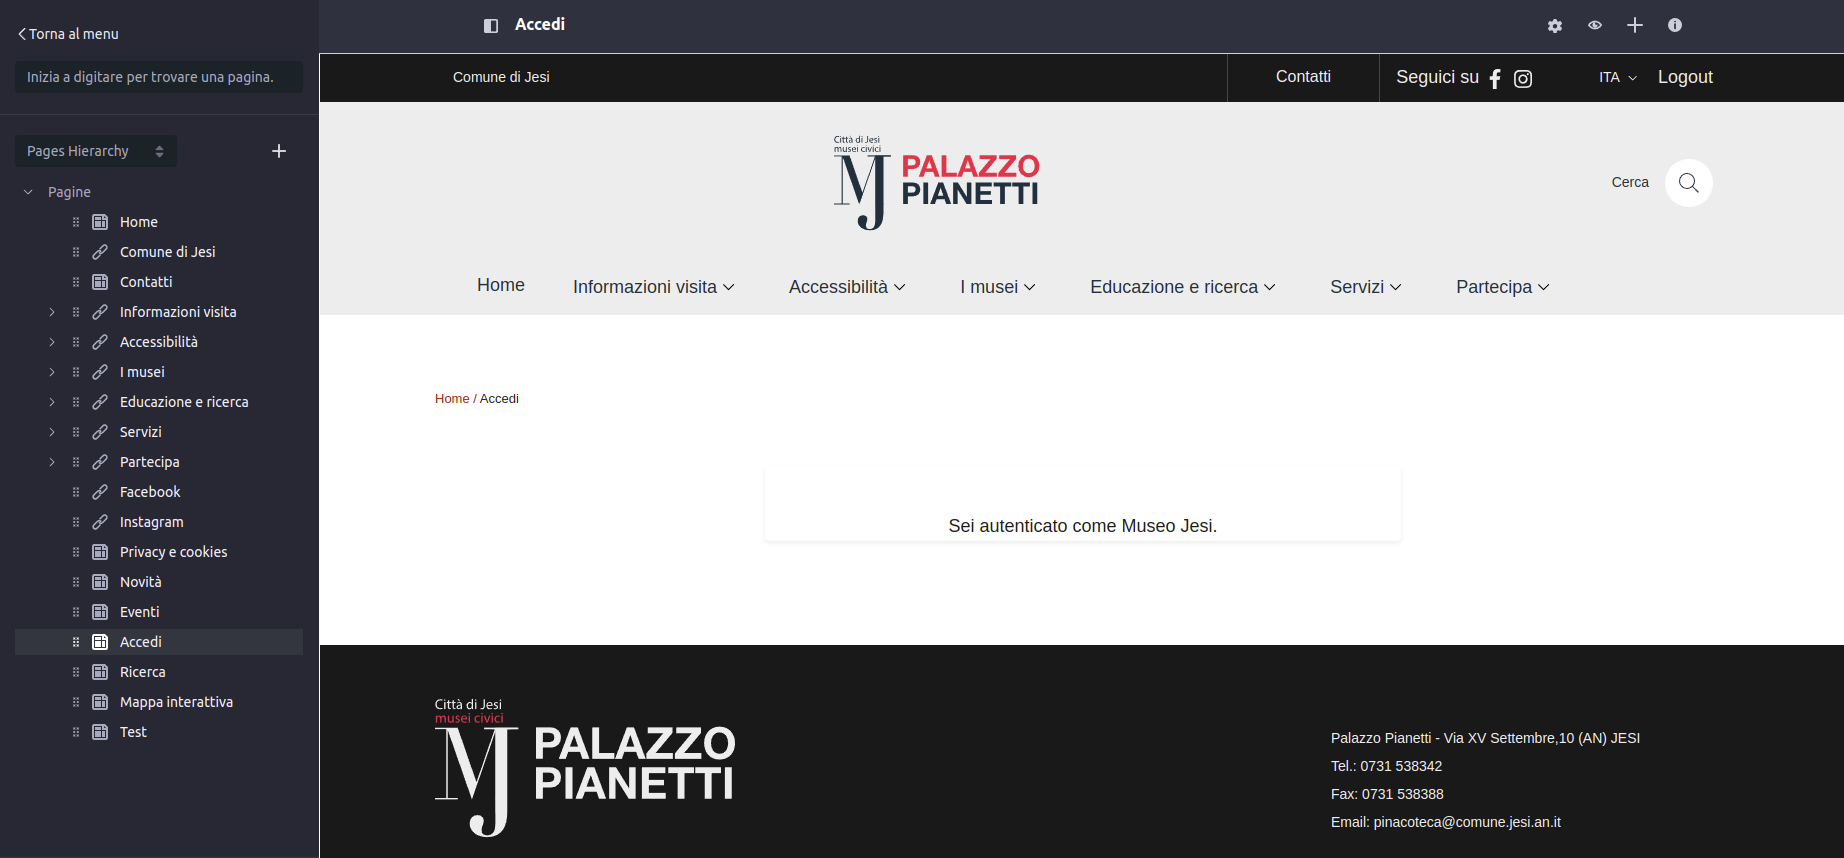 Torna al menu
Inizia a digitare per trovare una pagina.
Pages Hierarchy
Pagine
Home
Comune di Jesi
Contatti
Informazioni visita
Accessibilità
I musei
Educazione e ricerca
Servizi
Partecipa
Facebook
Instagram
Privacy e cookies
Novità
Eventi
Accedi
Ricerca
Mappa interattiva
Test
Accedi
Comune di Jesi
Contatti
Seguici su
ITA
Logout
Città di Jesi
musei civici
MJ PALAZZO
PIANETTI
Cerca
Home Informazioni visita Accessibilità I musei Educazione e ricerca Servizi Partecipa
Home / Accedi
Sei autenticato come Museo Jesi.
Città di Jesi
musei civici
MJ PALAZZO
PIANETTI
Palazzo Pianetti - Via XV Settembre,10 (AN) JESI
Tel.: 0731 538342
Fax: 0731 538388
Email: pinacoteca@comune.jesi.an.it